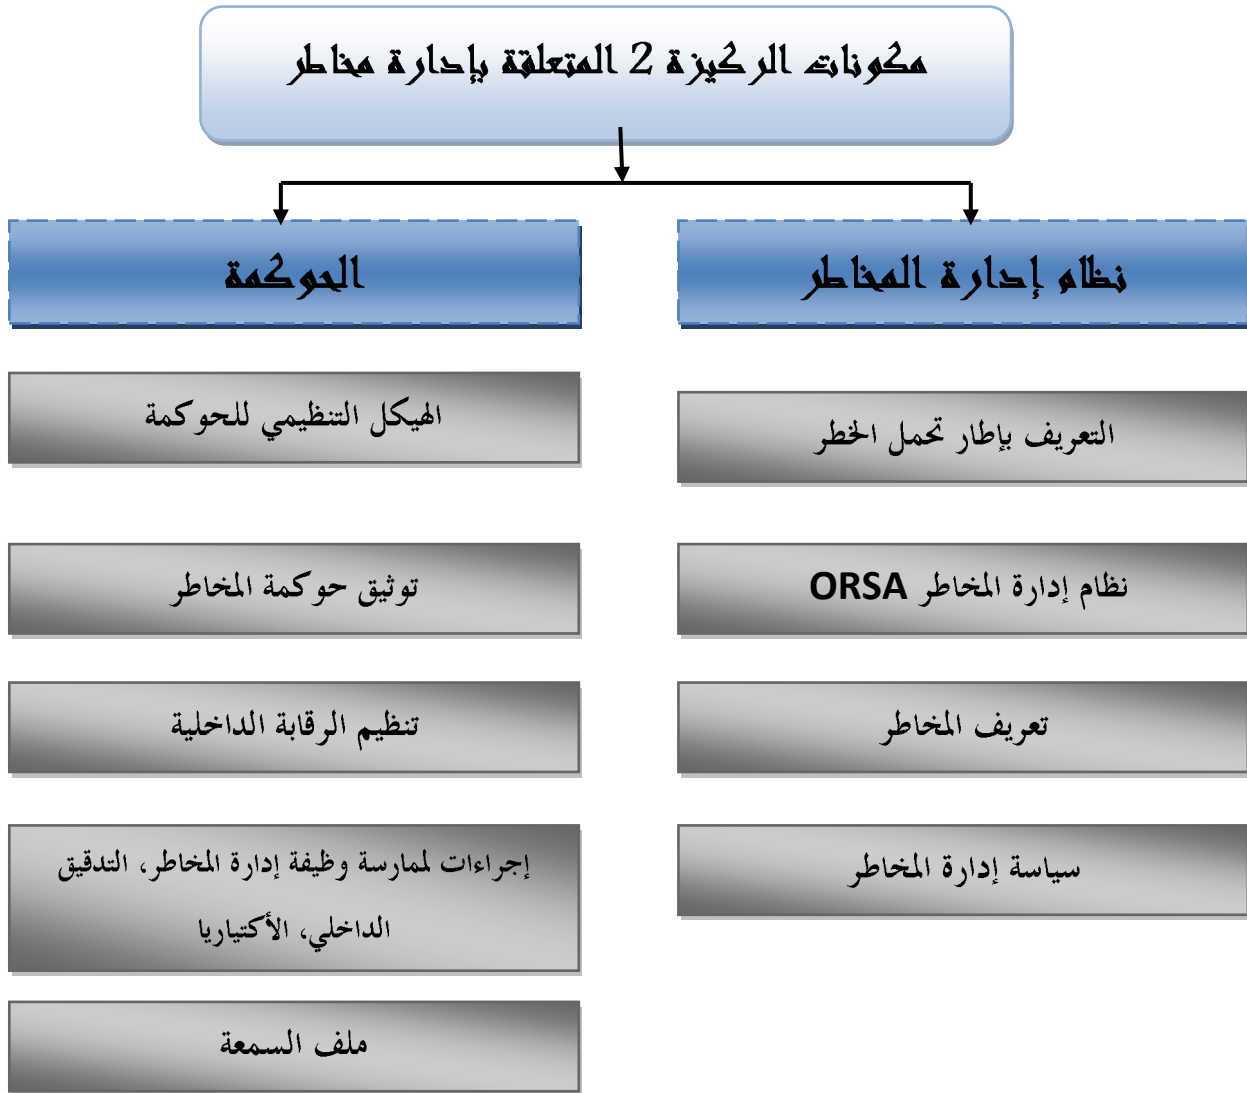 مكونات الركيزة 2 المتعلقة بإدارة مخاطر
نظام إدارة المخاطر
التعريف بإطار تحمل الخطر
نظام إدارة المخاطر ORSA
تعريف المخاطر
سياسة إدارة المخاطر
الحوكمة
الهيكل التنظيمي للحوكمة
توثيق حوكمة المخاطر
تنظيم الرقابة الداخلية
إجراءات لممارسة وظيفة إدارة المخاطر، التدقيق
الداخلي، الأكتياريا
ملف السمعة